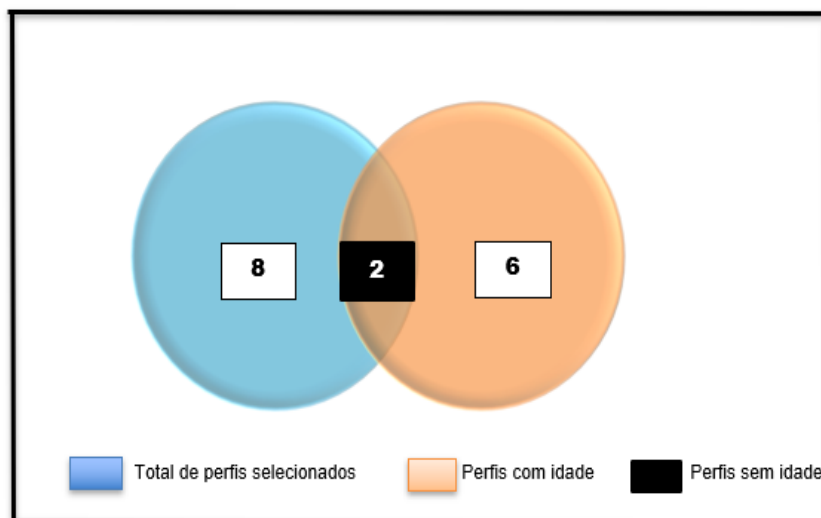 8
2
6
Total de perfis selecionados
Perfis com idade
Perfis sem idade